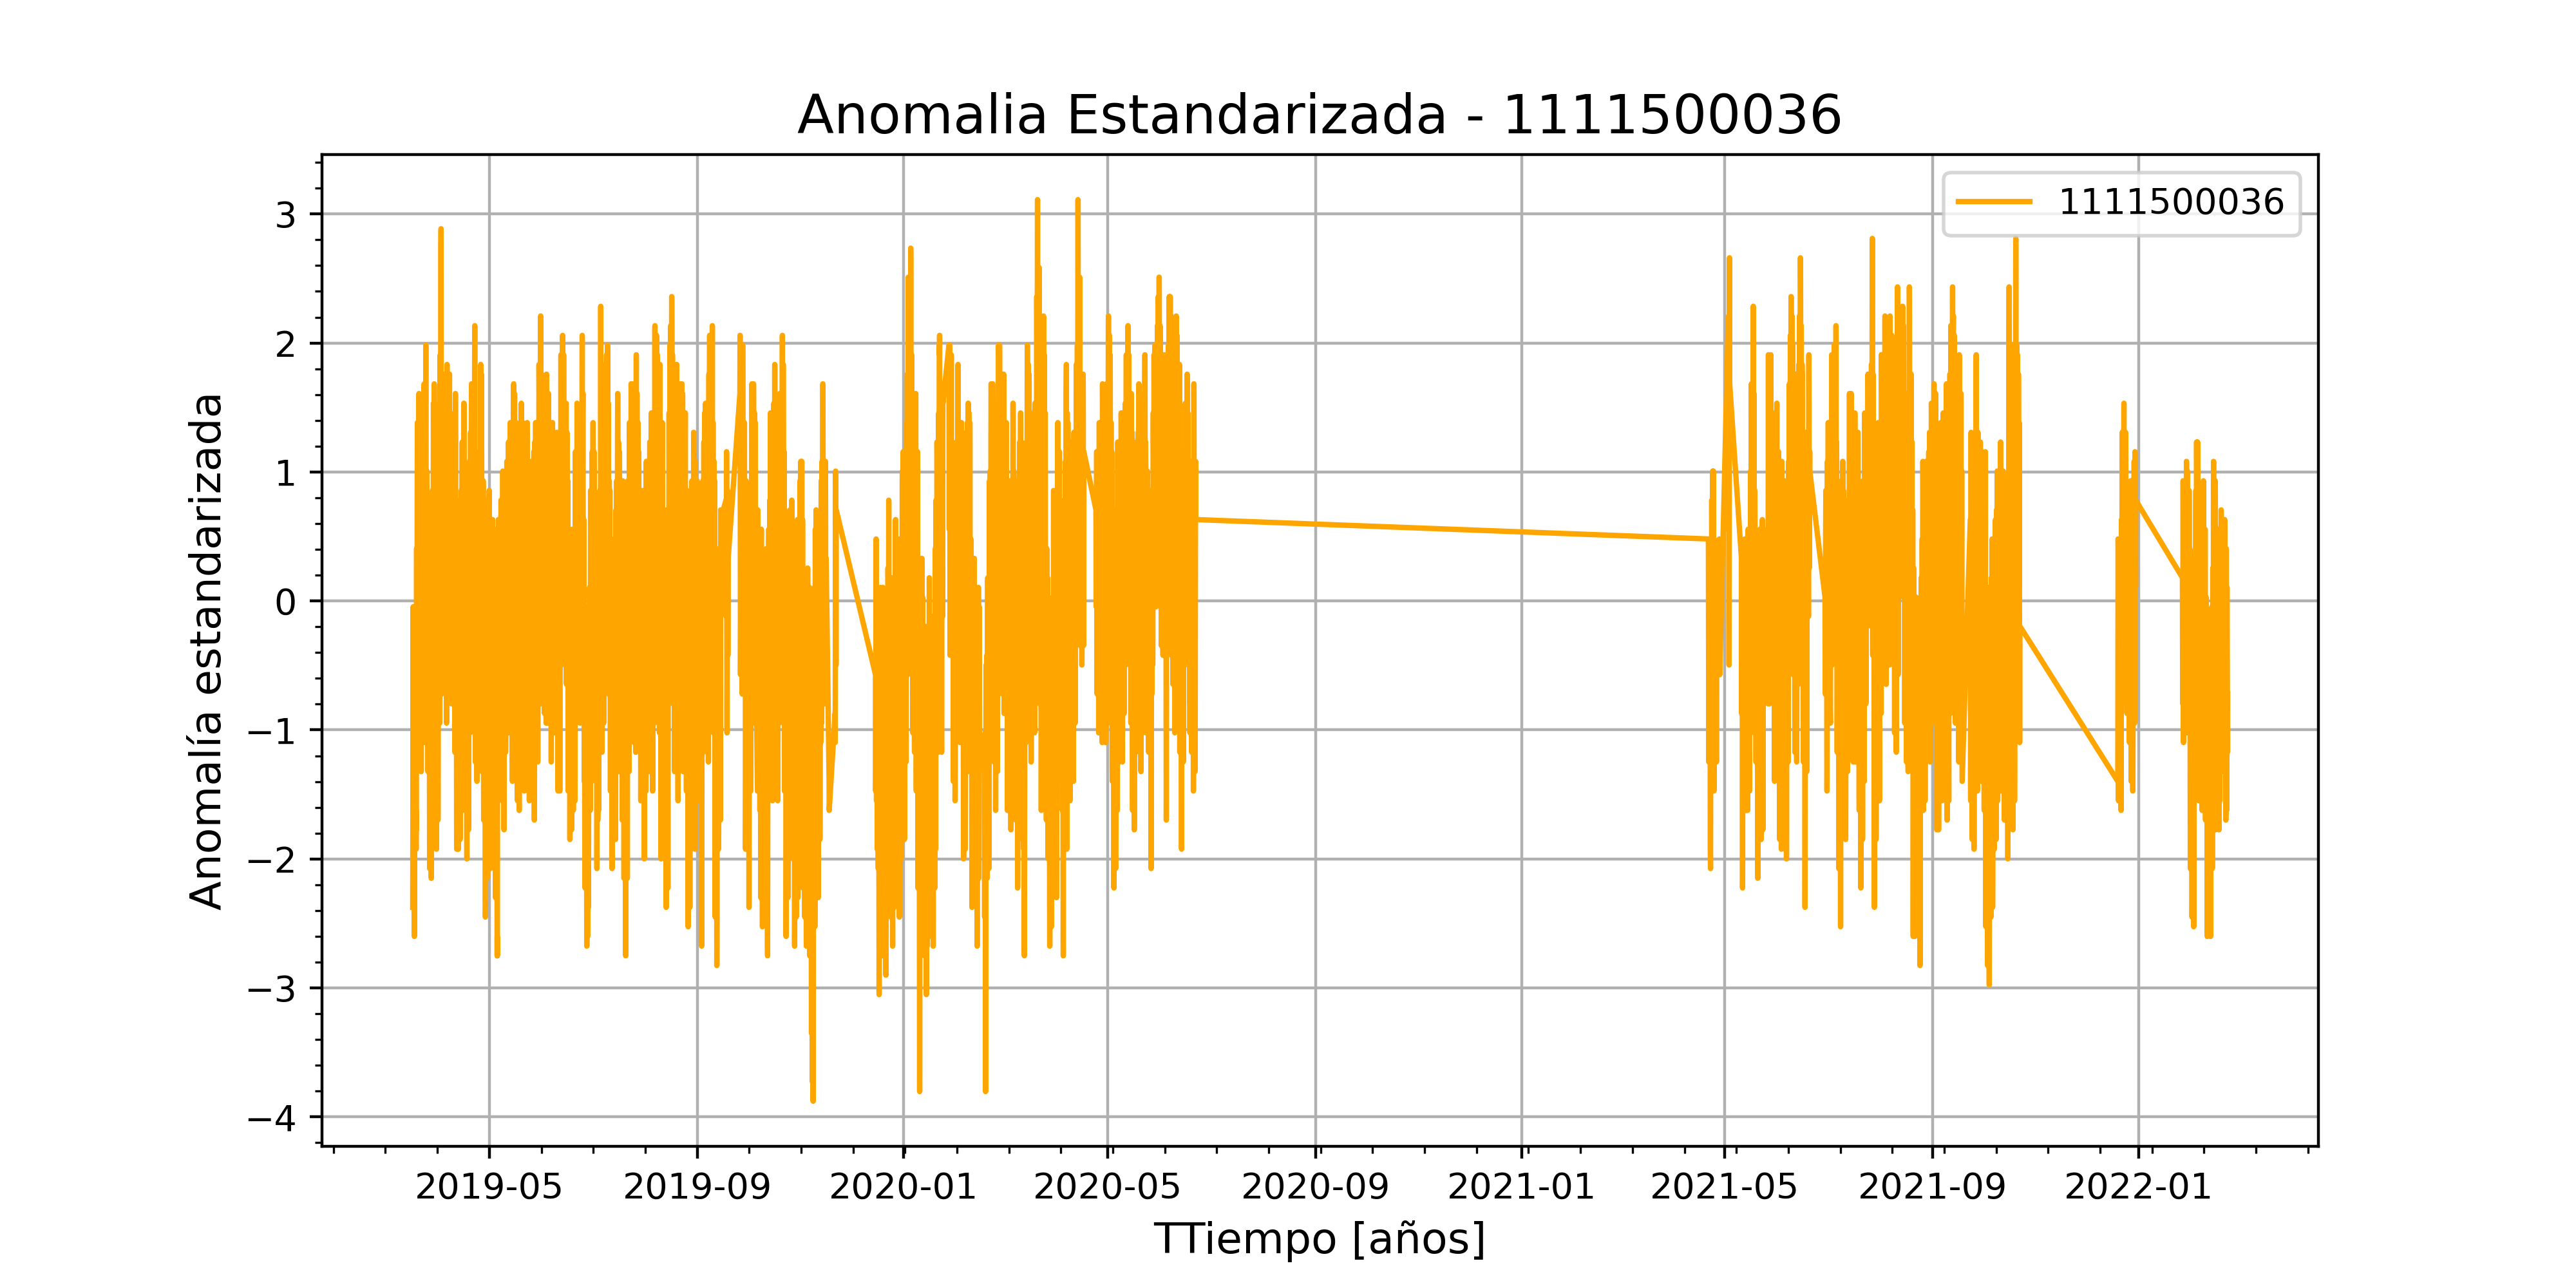 Anomalia Estandarizada - 1111500036
1111500036
Anomalía estandarizada
3
2
1
0
−1
−2
−3
−4
2019-05 2019-09 2020-01 2020-05 2020-09 2021-01 2021-05 2021-09 2022-01
TTiempo [años]